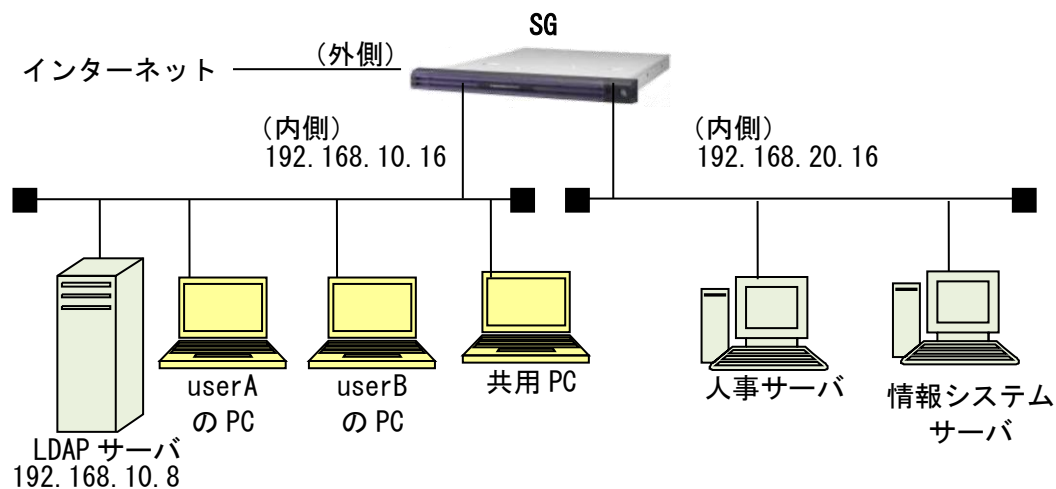 SG
インターネット
(外側)
(内側)
192.168.10.16
(内側)
192.168.20.16
userA
の PC
userB
の PC
共用 PC
人事サーバ
情報システム
サーバ
LDAP サーバ
192.168.10.8